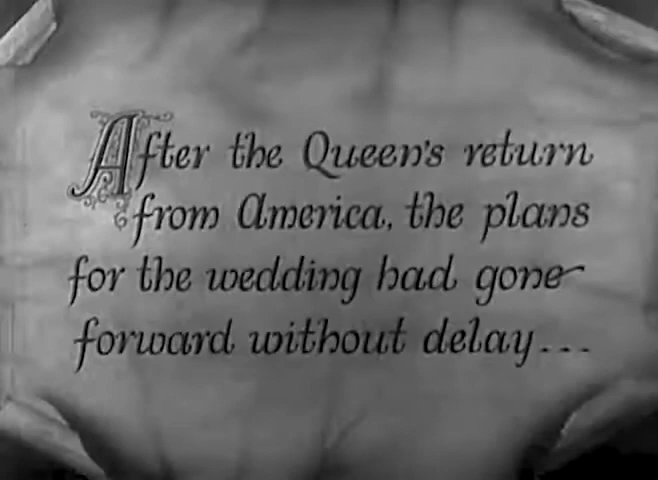 After the Queen's return
from America, the plans
for the wedding had gone
forward without delay...